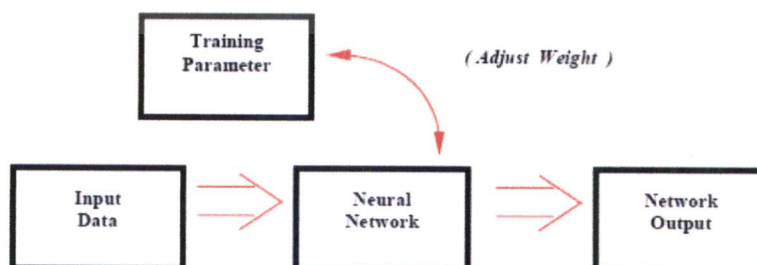 Training
Parameter
( Adjust Weight )
Input
Data
Neural
Network
Network
Output